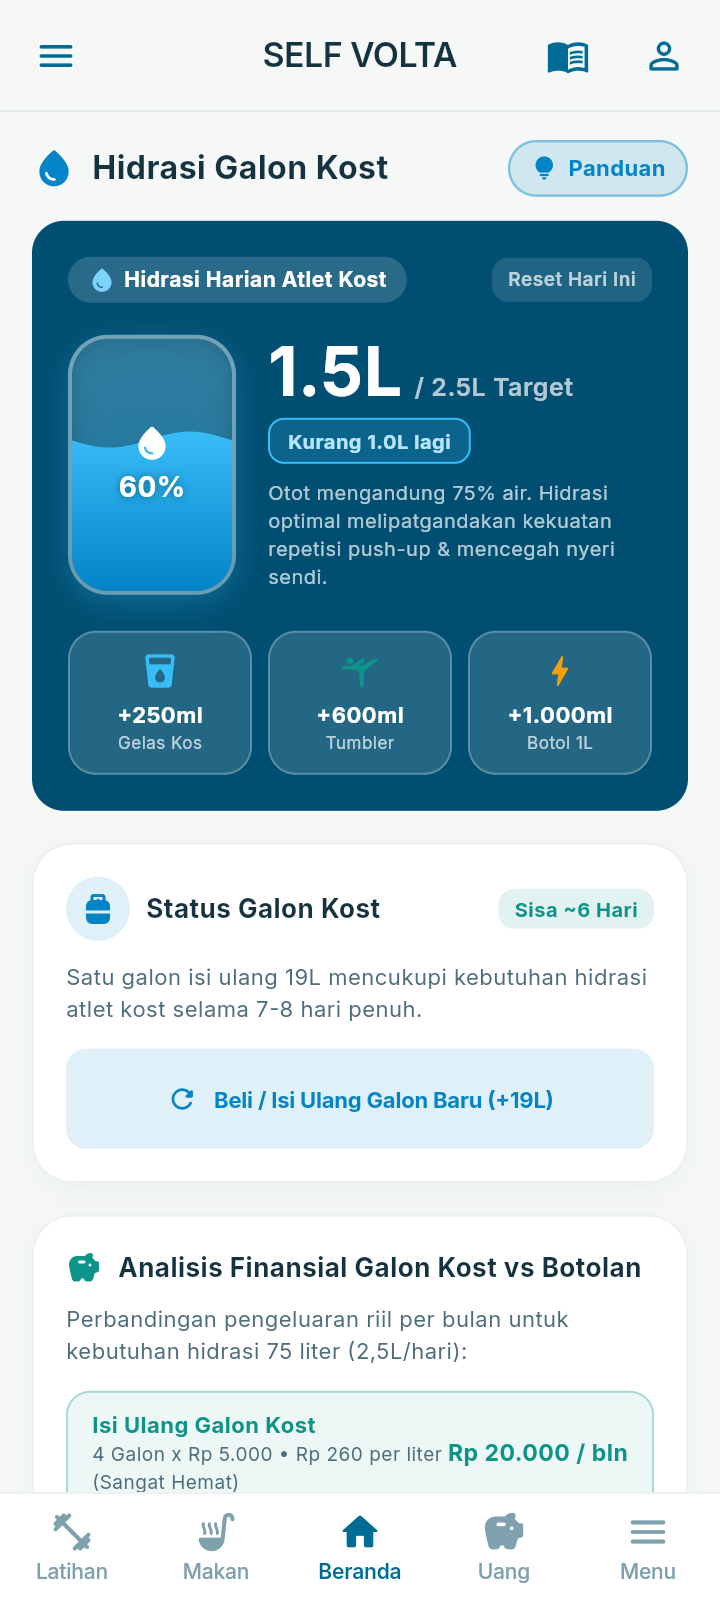 SELF VOLTA
Hidrasi Galon Kost
Panduan
Hidrasi Harian Atlet Kost
Reset Hari Ini
1.5L / 2.5L Target
60%
Kurang 1.0L lagi
Otot mengandung 75% air. Hidrasi
optimal melipatgandakan kekuatan
repetisi push-up & mencegah nyeri
sendi.
+250ml
Gelas Kos
+600ml
Tumbler
+1.000ml
Botol 1L
Status Galon Kost
Sisa ~6 Hari
Satu galon isi ulang 19L mencukupi kebutuhan hidrasi
atlet kost selama 7-8 hari penuh.
Beli / Isi Ulang Galon Baru (+19L)
Analisis Finansial Galon Kost vs Botolan
Perbandingan pengeluaran riil per bulan untuk
kebutuhan hidrasi 75 liter (2,5L/hari):
Isi Ulang Galon Kost
4 Galon x Rp 5.000 • Rp 260 per liter
(Sangat Hemat)
Rp 20.000 / bln
Latihan
Makan
Beranda
Uang
Menu